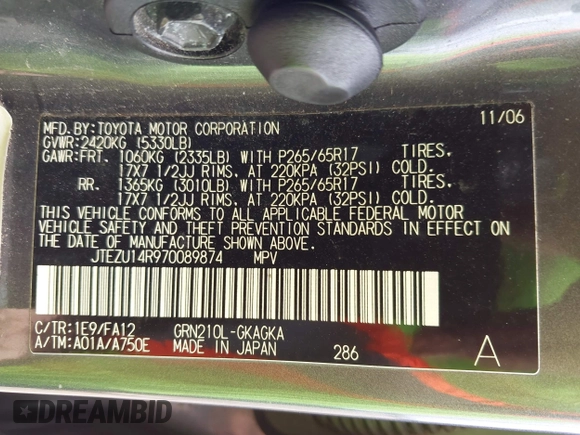 MFD. BY: TOYOTA MOTOR CORPORATION 11/06
GVWR: 2420KG (5330LB)
GAWR: FRT. 1060KG (2335LB) WITH P265/65R17 TIRES.
17X7 1/2JJ RIMS. AT 220KPA (32PSI) COLD.
RR. 1365KG (3010LB) WITH P265/65R17 TIRES.
17X7 1/2JJ RIMS. AT 220KPA (32PSI) COLD.
THIS VEHICLE CONFORMS TO ALL APPLICABLE FEDERAL MOTOR
VEHICLE SAFETY AND THEFT PREVENTION STANDARDS IN EFFECT ON
THE DATE OF MANUFACTURE SHOWN ABOVE.
JTEZU14R970089874 MPV
C/TR: 1E9/FA12 GRN210L-GKAGKA
A/TM: A01A/A750E MADE IN JAPAN 286 A
DREAMBID